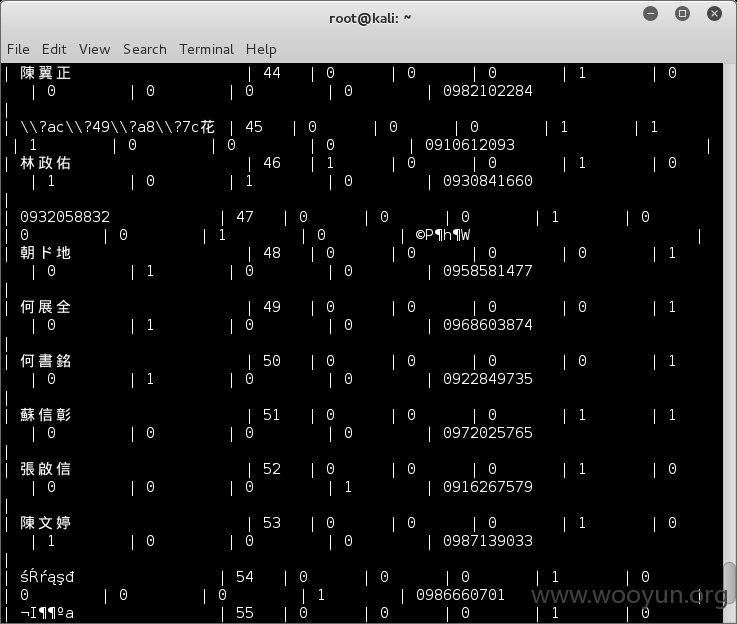 root@kali: ~
File Edit View Search Terminal Help
| 陳翼正 | 44 | 0 | 0 | 0 | 1 | 0
| 0 | 0 | 0 | 0 | 0982102284
|
| \\?ac\\?49\\?a8\\?7c花 | 45 | 0 | 0 | 0 | 1 | 1
| 1 | 0 | 0 | 0 | 0910612093 |
| 林政佑 | 46 | 1 | 0 | 0 | 1 | 0
| 1 | 0 | 1 | 0 | 0930841660
|
| 0932058832 | 47 | 0 | 0 | 0 | 1 | 0
| 0 | 0 | 1 | 0 | ©P¶h¶W |
| 朝ド地 | 48 | 0 | 0 | 0 | 0 | 1
| 0 | 1 | 0 | 0 | 0958581477
|
| 何展全 | 49 | 0 | 0 | 0 | 0 | 1
| 0 | 1 | 0 | 0 | 0968603874
|
| 何書銘 | 50 | 0 | 0 | 0 | 0 | 1
| 0 | 1 | 0 | 0 | 0922849735
|
| 蘇信彰 | 51 | 0 | 0 | 0 | 1 | 1
| 0 | 0 | 0 | 0 | 0972025765
|
| 張啟信 | 52 | 0 | 0 | 0 | 1 | 0
| 0 | 0 | 0 | 1 | 0916267579
|
| 陳文婷 | 53 | 0 | 0 | 0 | 1 | 0
| 1 | 0 | 0 | 0 | 0987139033
|
| śŔŕąşđ | 54 | 0 | 0 | 0 | 1 | 0
| 0 | 0 | 0 | 1 | 0986660701 |
| ¬I¶¶ºa | 55 | 0 | 0 | 0 | 1 | 0
www.wooyun.org